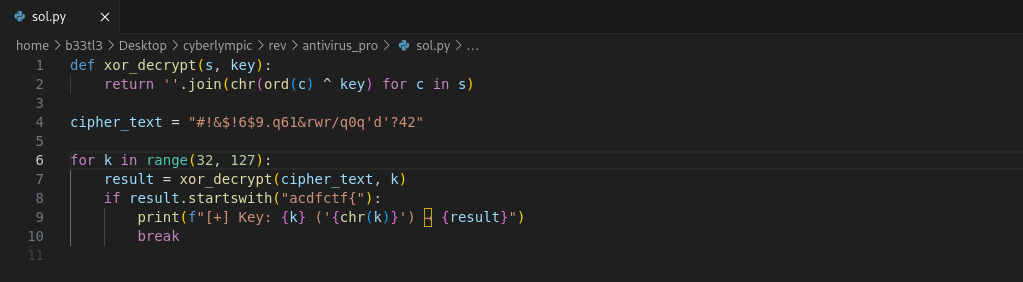 sol.py ×
home > b33tl3 > Desktop > cyberlympic > rev > antivirus_pro > sol.py > ...
1 def xor_decrypt(s, key):
2     return ''.join(chr(ord(c) ^ key) for c in s)
3
4 cipher_text = "#!&$!6$9.q61&rwr/q0q'd'?42"
5
6 for k in range(32, 127):
7     result = xor_decrypt(cipher_text, k)
8     if result.startswith("acdfctf{"):
9         print(f"[+] Key: {k} ('{chr(k)}') → {result}")
10         break
11